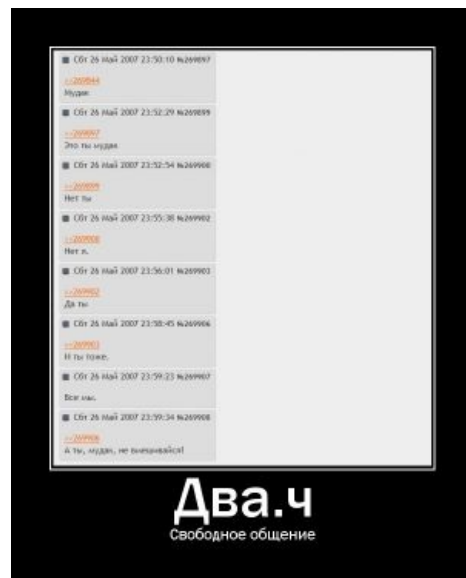 Сбт 26 Май 2007 23:50:10 №269897
>>269844
Мудак
Сбт 26 Май 2007 23:52:29 №269899
>>269897
Это ты мудак
Сбт 26 Май 2007 23:52:54 №269900
>>269899
Нет ты
Сбт 26 Май 2007 23:55:38 №269902
>>269900
Нет я.
Сбт 26 Май 2007 23:56:01 №269903
>>269902
Да ты
Сбт 26 Май 2007 23:58:45 №269906
>>269903
И ты тоже.
Сбт 26 Май 2007 23:59:23 №269907
Все мы.
Сбт 26 Май 2007 23:59:34 №269908
>>269906
А ты, мудак, не вмешивайся!
Два.ч
Свободное общение